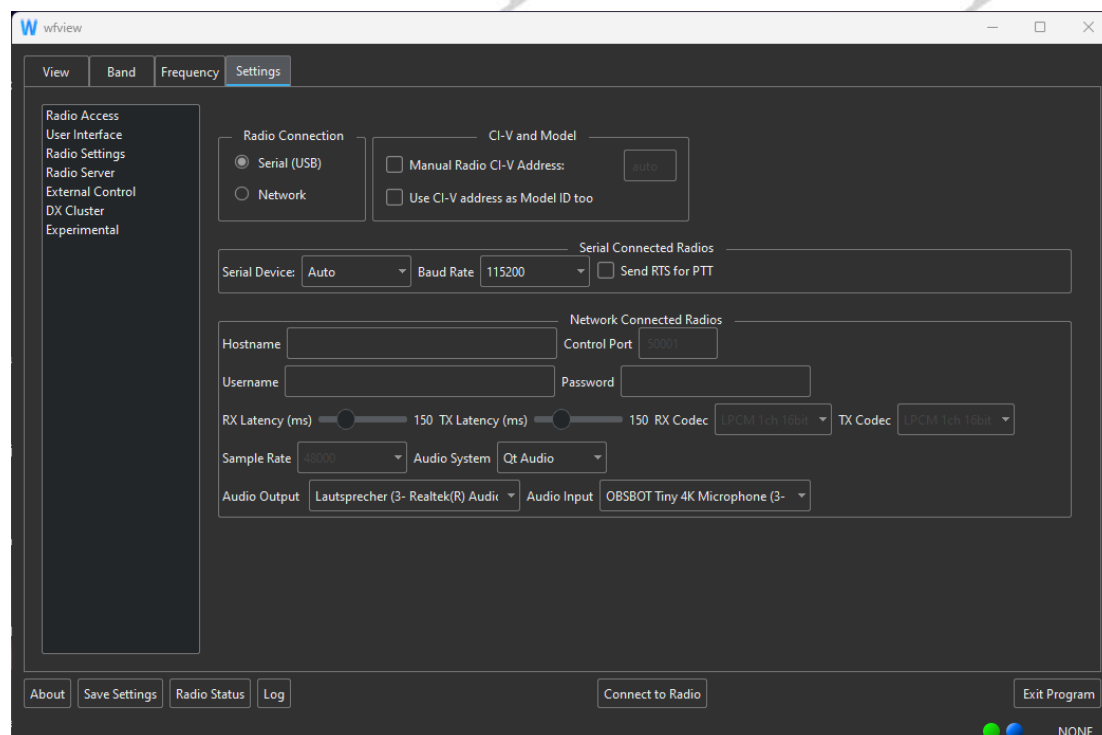 wfview
View Band Frequency Settings
Radio Access
User Interface
Radio Settings
Radio Server
External Control
DX Cluster
Experimental
Radio Connection
Serial (USB)
Network
CI-V and Model
Manual Radio CI-V Address: auto
Use CI-V address as Model ID too
Serial Connected Radios
Serial Device: Auto Baud Rate 115200 Send RTS for PTT
Network Connected Radios
Hostname Control Port 50001
Username Password
RX Latency (ms) 150 TX Latency (ms) 150 RX Codec LPCM 1ch 16bit TX Codec LPCM 1ch 16bit
Sample Rate 48000 Audio System Qt Audio
Audio Output Lautsprecher (3- Realtek(R) Audic Audio Input OBSBOT Tiny 4K Microphone (3-
About Save Settings Radio Status Log Connect to Radio Exit Program
NONE